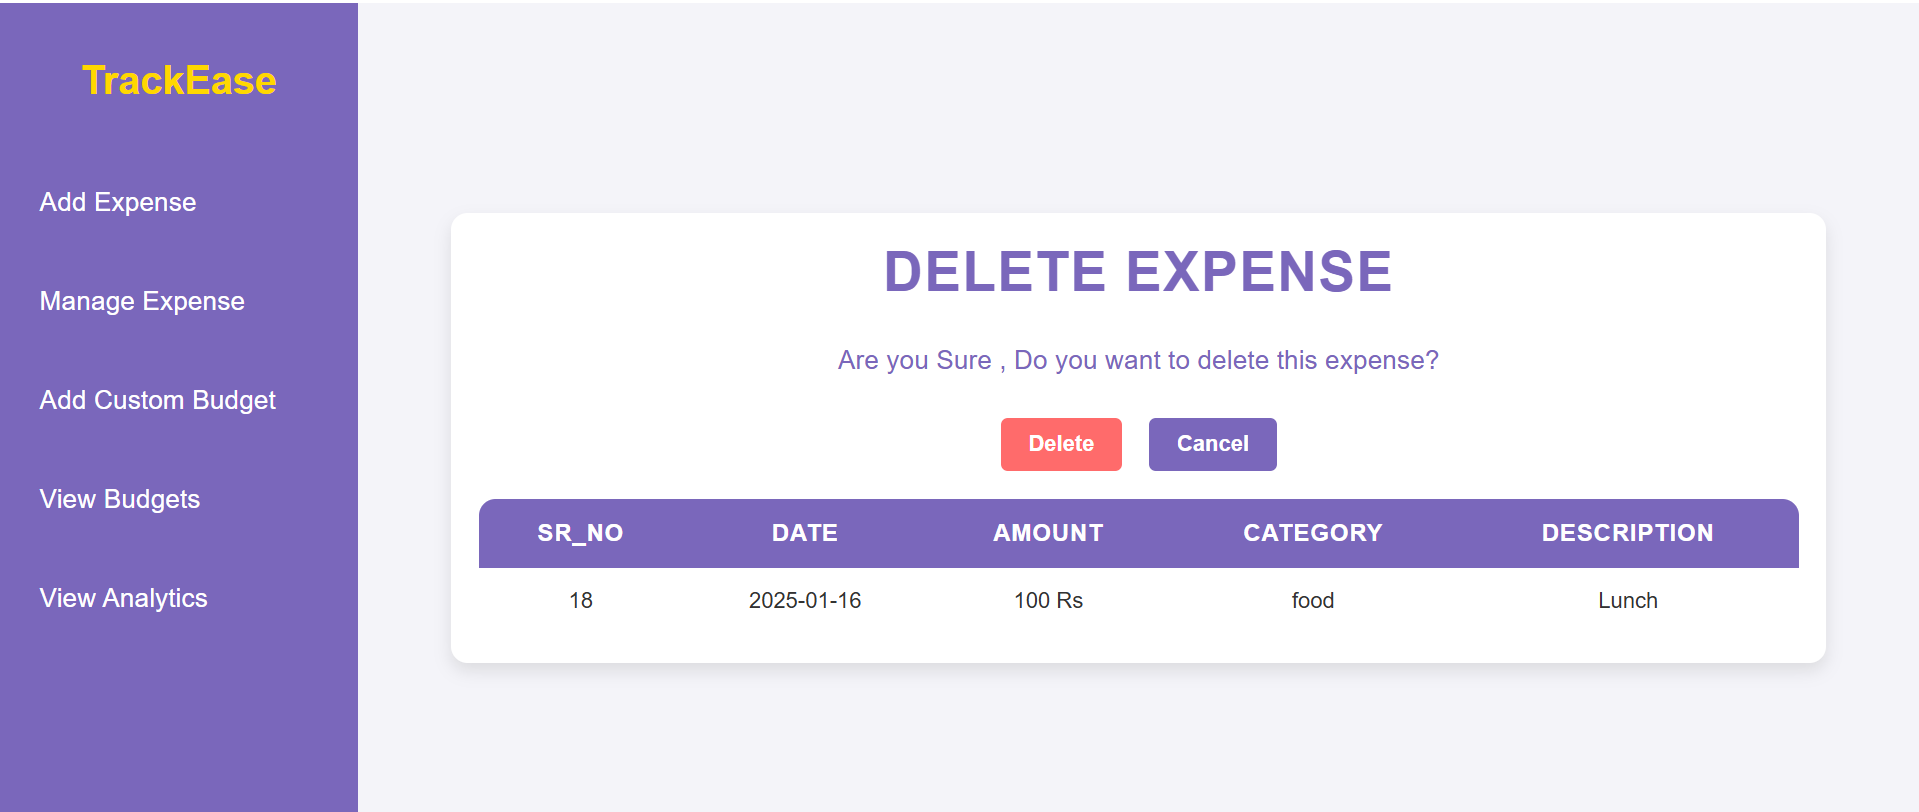 TrackEase
Add Expense
Manage Expense
Add Custom Budget
View Budgets
View Analytics
DELETE EXPENSE
Are you Sure , Do you want to delete this expense?
Delete Cancel
SR_NO DATE AMOUNT CATEGORY DESCRIPTION
18 2025-01-16 100 Rs food Lunch